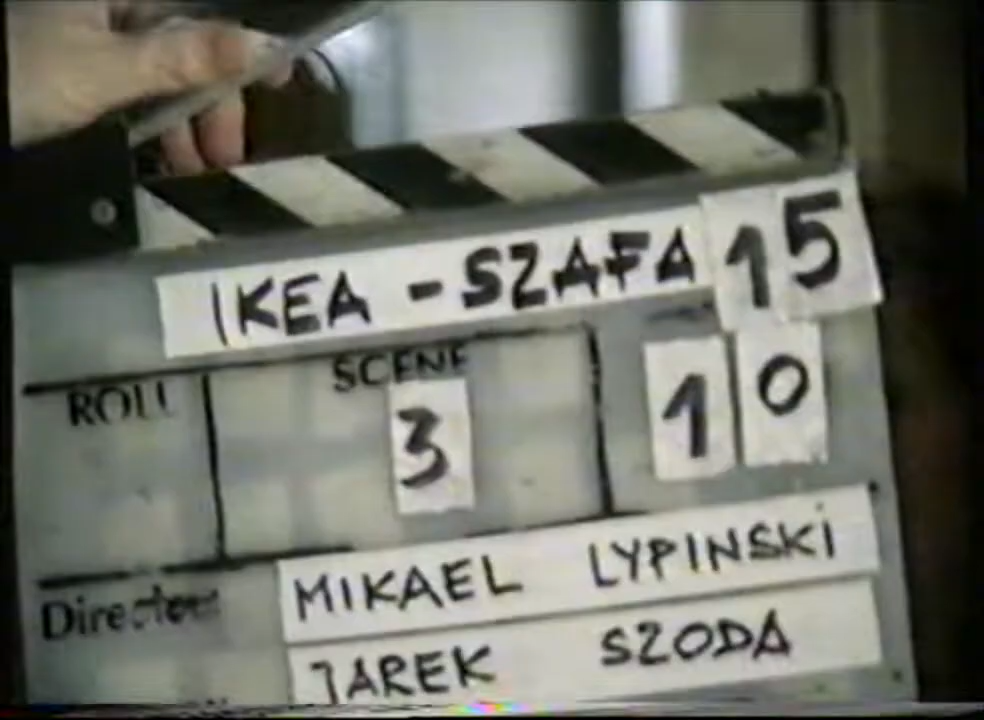 IKEA - SZAFA 15
ROLL SCENE
3 10
Director MIKAEL LYPINSKI
JAREK SZODA